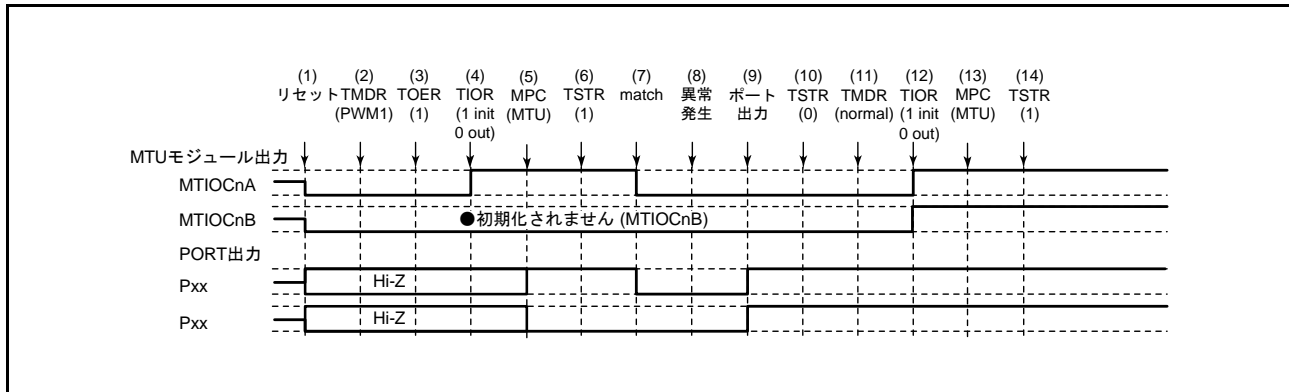 (1) (2) (3) (4) (5) (6) (7) (8) (9) (10) (11) (12) (13) (14)
リセット TMDR TOER TIOR MPC TSTR match 異常 ポート TSTR TMDR TIOR MPC TSTR
(PWM1) (1) (1 init (MTU) (1) 発生 出力 (0) (normal) (1 init (MTU) (1)
0 out) 0 out)
MTUモジュール出力
MTIOCnA
MTIOCnB ●初期化されません (MTIOCnB)
PORT出力
Pxx Hi-Z
Pxx Hi-Z